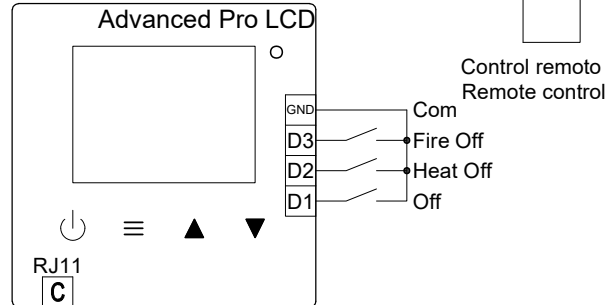 Advanced Pro LCD
Control remoto
Remote control
GND Com
D3 Fire Off
D2 Heat Off
D1 Off
RJ11
C